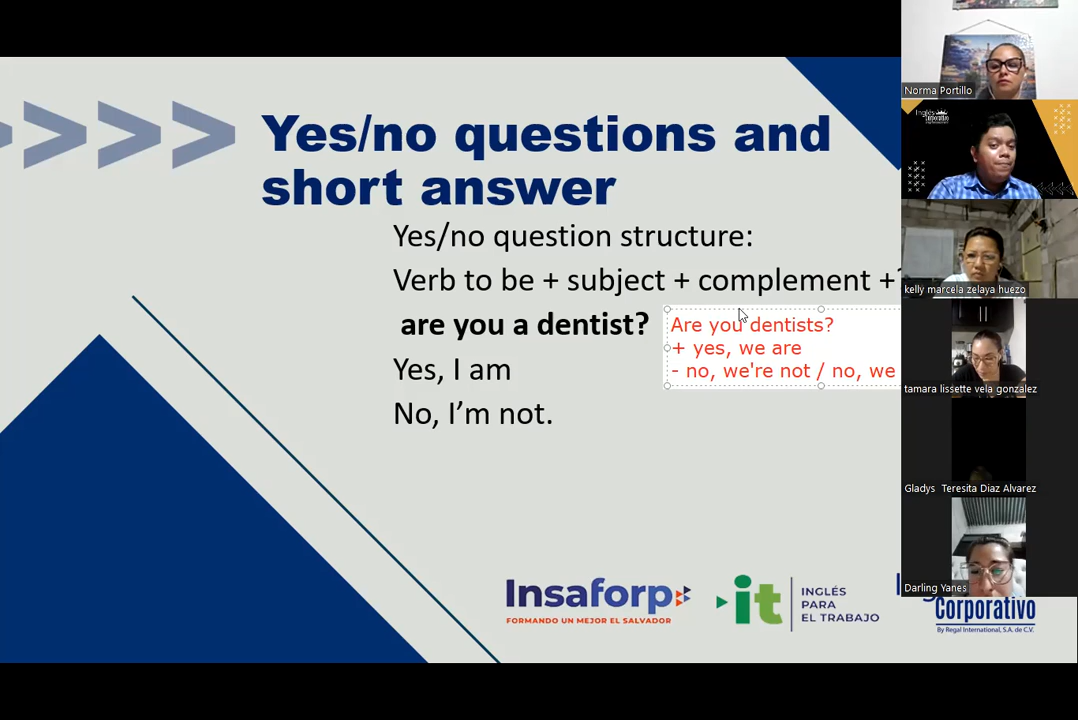 Yes/no questions and
short answer
Yes/no question structure:
Verb to be + subject + complement +?
are you a dentist?
Yes, I am
No, I’m not.
Are you dentists?
+ yes, we are
- no, we're not / no, we
Insaforp
FORMANDO UN MEJOR EL SALVADOR
it
INGLÉS
PARA
EL TRABAJO
Corporativo
By Regal International, S.A. de C.V.
Norma Portillo
Inglés
Corporativo
kelly marcela zelaya huezo
tamara lissette vela gonzalez
Gladys Teresita Diaz Alvarez
Darling Yanes